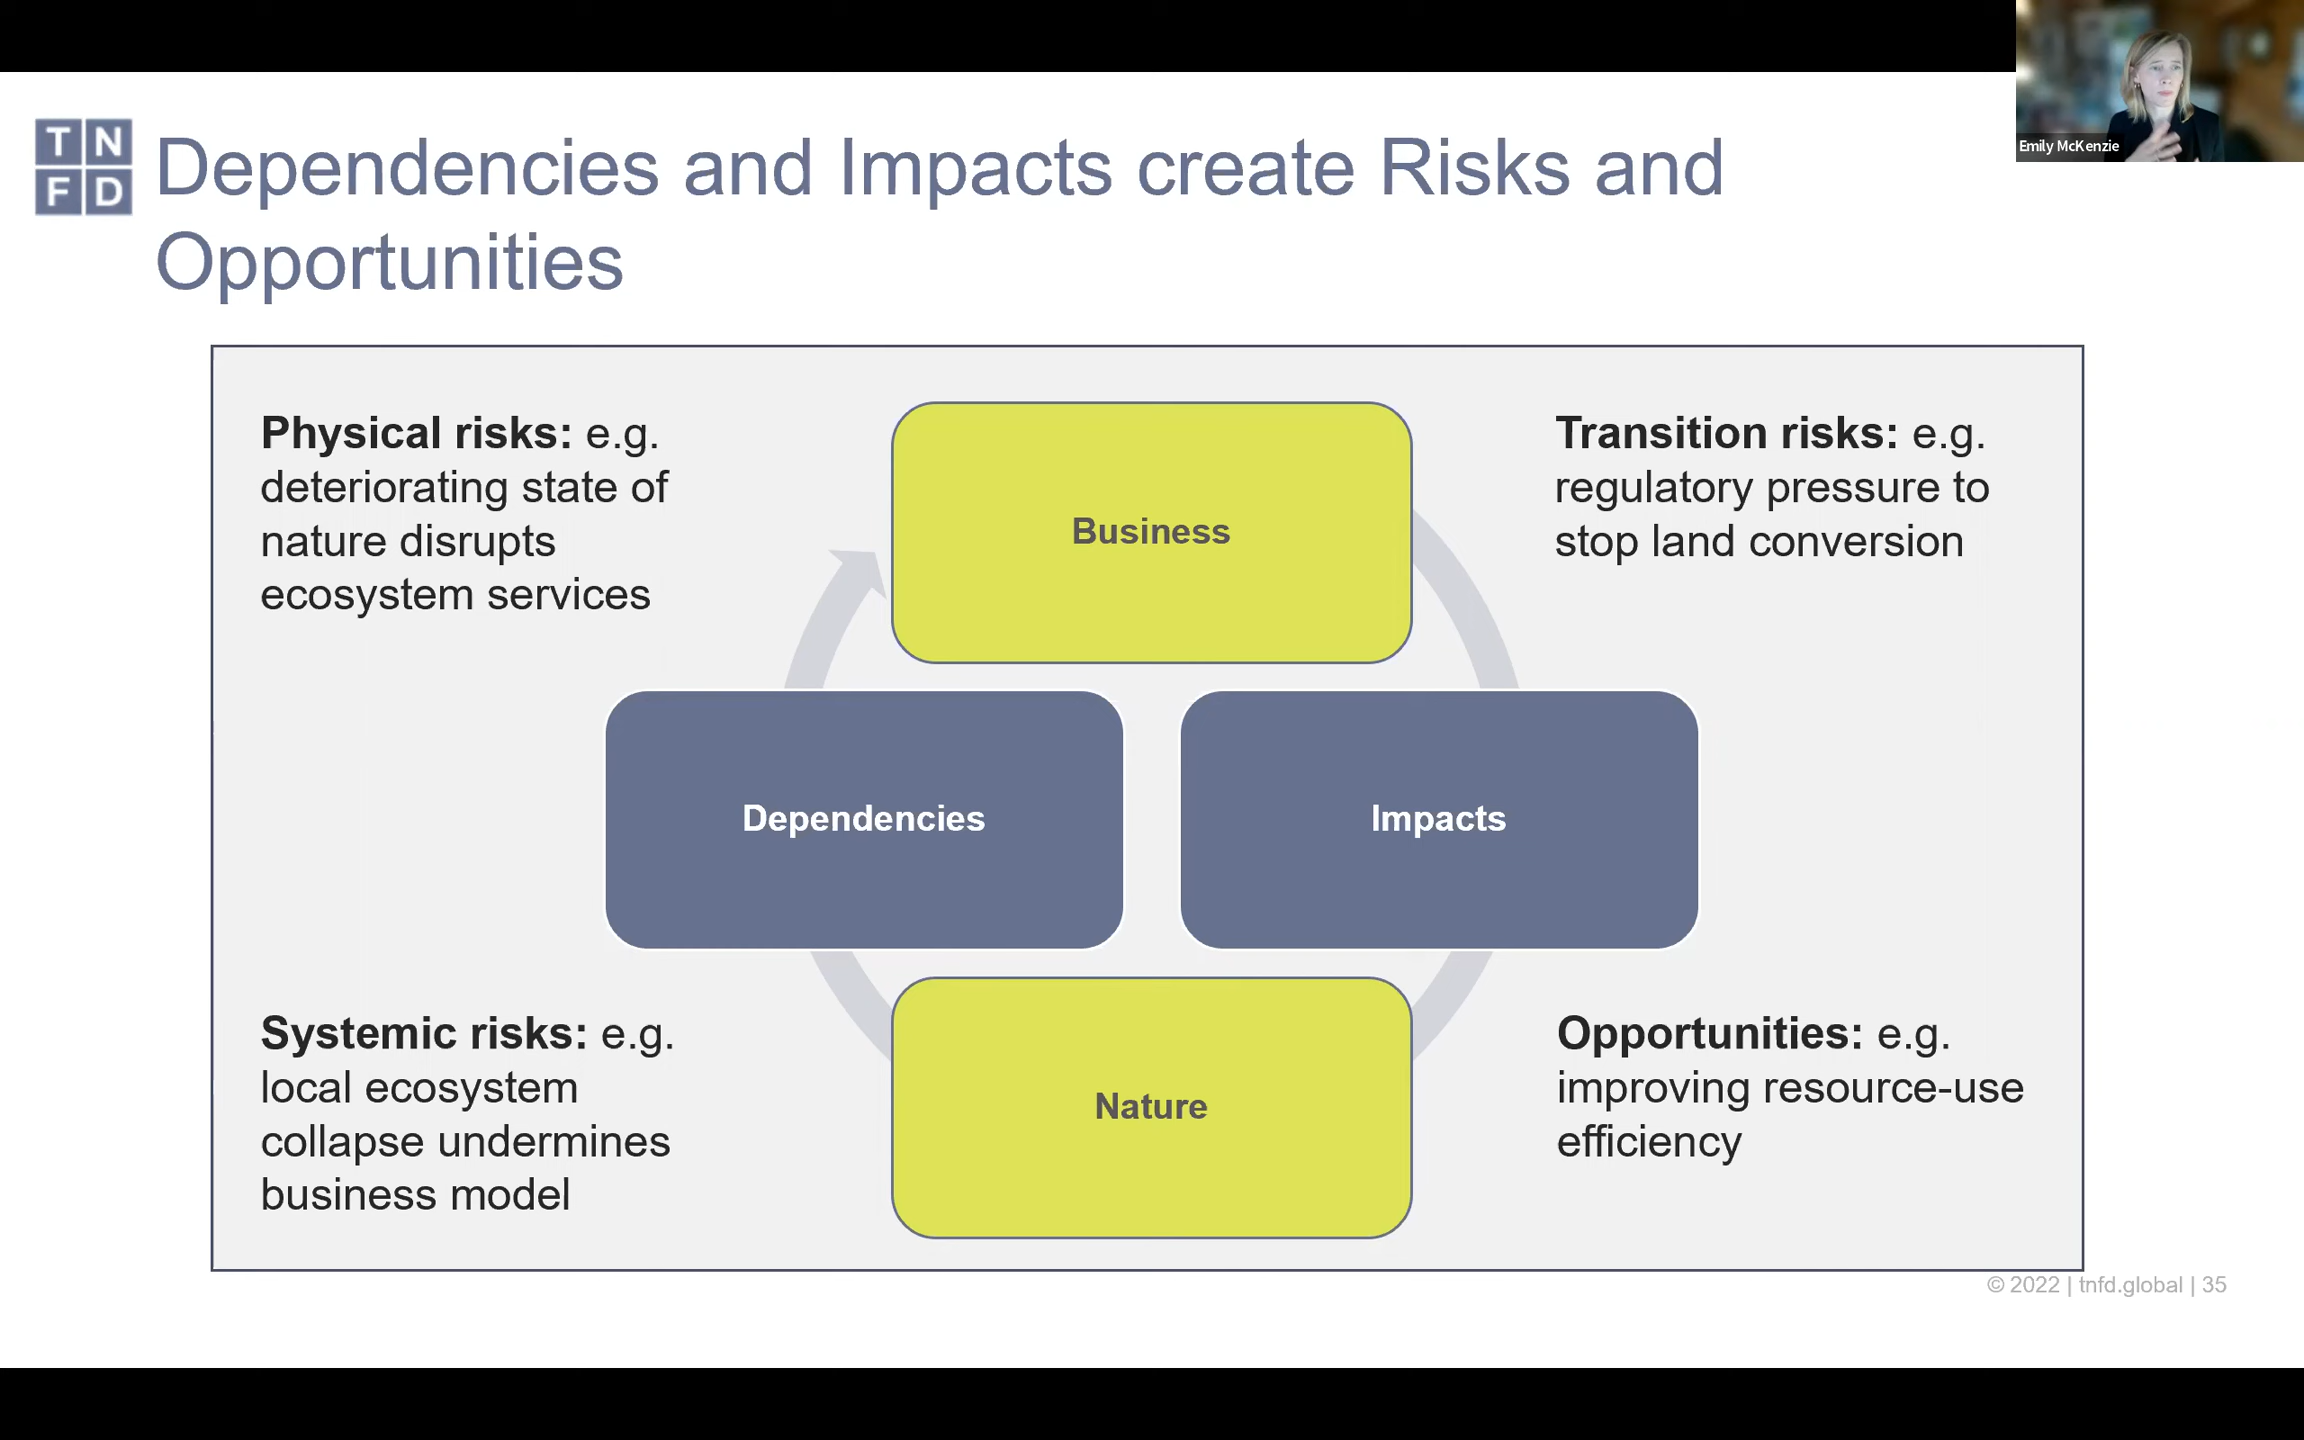 Emily McKenzie
T N
F D
Dependencies and Impacts create Risks and
Opportunities
Physical risks: e.g.
deteriorating state of
nature disrupts
ecosystem services
Business
Transition risks: e.g.
regulatory pressure to
stop land conversion
Dependencies
Impacts
Systemic risks: e.g.
local ecosystem
collapse undermines
business model
Nature
Opportunities: e.g.
improving resource-use
efficiency
© 2022 | tnfd.global | 35